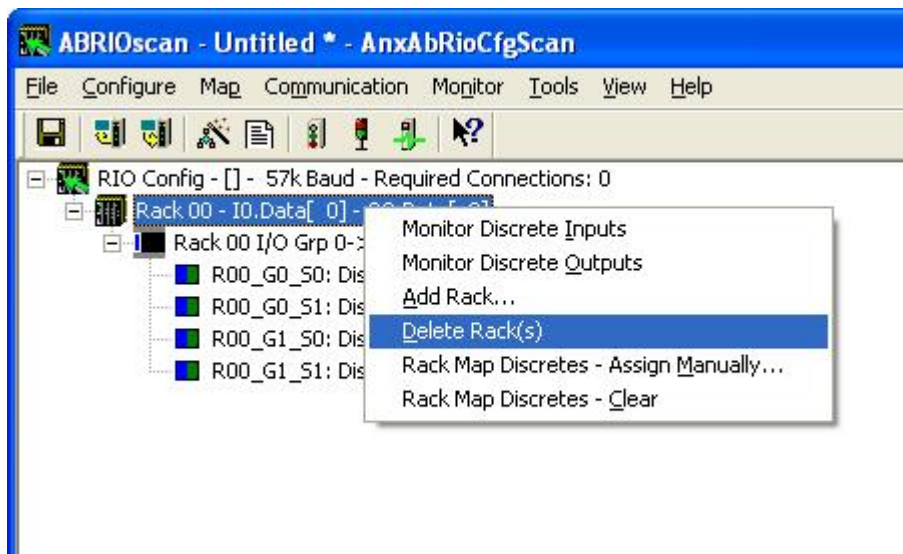 ABRIOscan - Untitled * - AnxAbRioCfgScan
File Configure Map Communication Monitor Tools View Help
RIO Config - [] - 57k Baud - Required Connections: 0
Rack 00 - I0.Data[ 0] -
Rack 00 I/O Grp 0->
R00_G0_S0: Dis
R00_G0_S1: Dis
R00_G1_S0: Dis
R00_G1_S1: Dis
Monitor Discrete Inputs
Monitor Discrete Outputs
Add Rack...
Delete Rack(s)
Rack Map Discretes - Assign Manually...
Rack Map Discretes - Clear